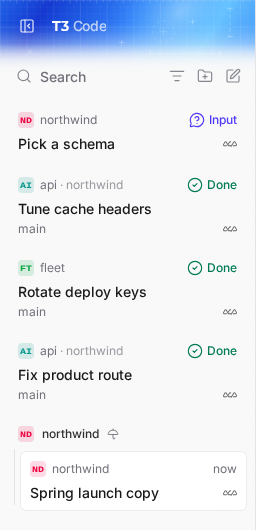 T3 Code
Search
ND northwind Input
Pick a schema
AI api · northwind Done
Tune cache headers
main
FT fleet Done
Rotate deploy keys
main
AI api · northwind Done
Fix product route
main
ND northwind
ND northwind now
Spring launch copy